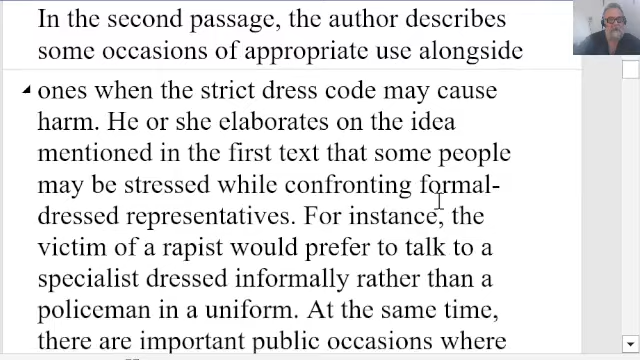 In the second passage, the author describes
some occasions of appropriate use alongside
ones when the strict dress code may cause
harm. He or she elaborates on the idea
mentioned in the first text that some people
may be stressed while confronting formal-
dressed representatives. For instance, the
victim of a rapist would prefer to talk to a
specialist dressed informally rather than a
policeman in a uniform. At the same time,
there are important public occasions where